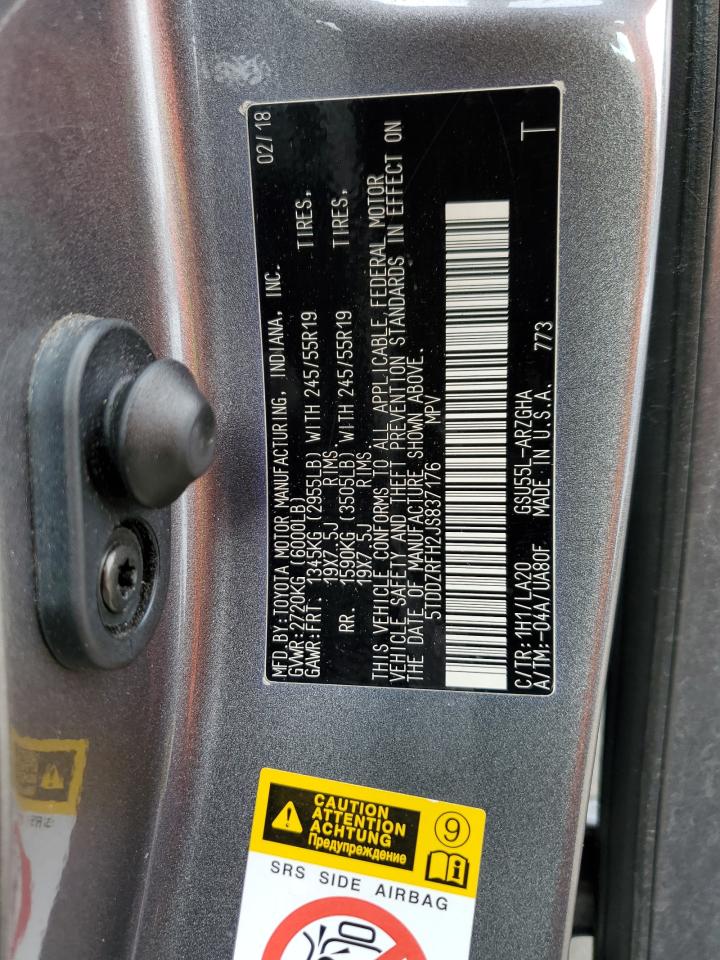 MFD.BY:TOYOTA MOTOR MANUFACTURING, INDIANA, INC. 02/18
GVWR:2720KG (6000LB)
GAWR:FRT. 1345KG (2955LB) WITH 245/55R19 TIRES,
19X7.5J RIMS
RR. 1590KG (3505LB) WITH 245/55R19 TIRES,
19X7.5J RIMS
THIS VEHICLE CONFORMS TO ALL APPLICABLE FEDERAL MOTOR
VEHICLE SAFETY AND THEFT PREVENTION STANDARDS IN EFFECT ON
THE DATE OF MANUFACTURE SHOWN ABOVE.
5TDDZRFH2JS837176 MPV
C/TR:1H1/LA20 GSU55L-ARZGHA T
A/TM:-04A/UA80F MADE IN U.S.A. 773
CAUTION
ATTENTION
ACHTUNG
Предупреждение
9
SRS SIDE AIRBAG